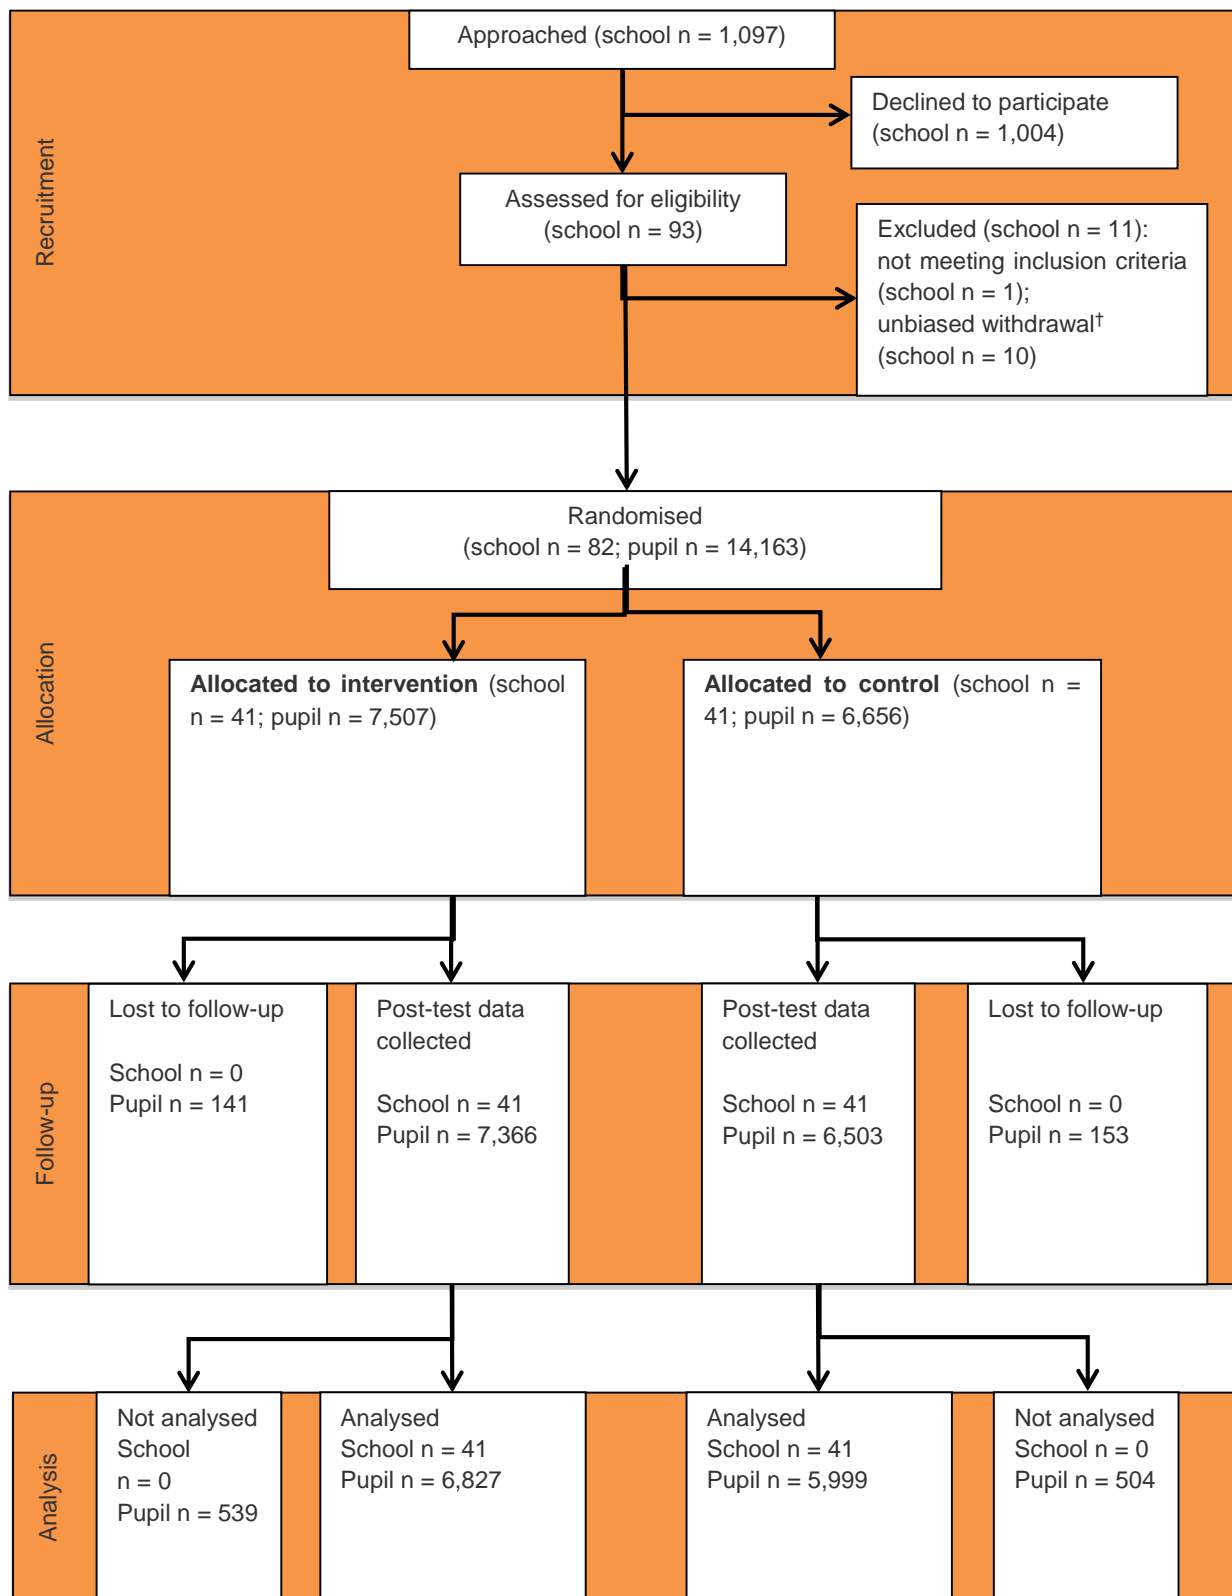 Recruitment
Approached (school n = 1,097)
Declined to participate
(school n = 1,004)
Assessed for eligibility
(school n = 93)
Excluded (school n = 11):
not meeting inclusion criteria
(school n = 1);
unbiased withdrawal†
(school n = 10)
Allocation
Randomised
(school n = 82; pupil n = 14,163)
Allocated to intervention (school
n = 41; pupil n = 7,507)
Allocated to control (school n =
41; pupil n = 6,656)
Follow-up
Lost to follow-up
School n = 0
Pupil n = 141
Post-test data
collected
School n = 41
Pupil n = 7,366
Post-test data
collected
School n = 41
Pupil n = 6,503
Lost to follow-up
School n = 0
Pupil n = 153
Analysis
Not analysed
School
n = 0
Pupil n = 539
Analysed
School n = 41
Pupil n = 6,827
Analysed
School n = 41
Pupil n = 5,999
Not analysed
School n = 0
Pupil n = 504